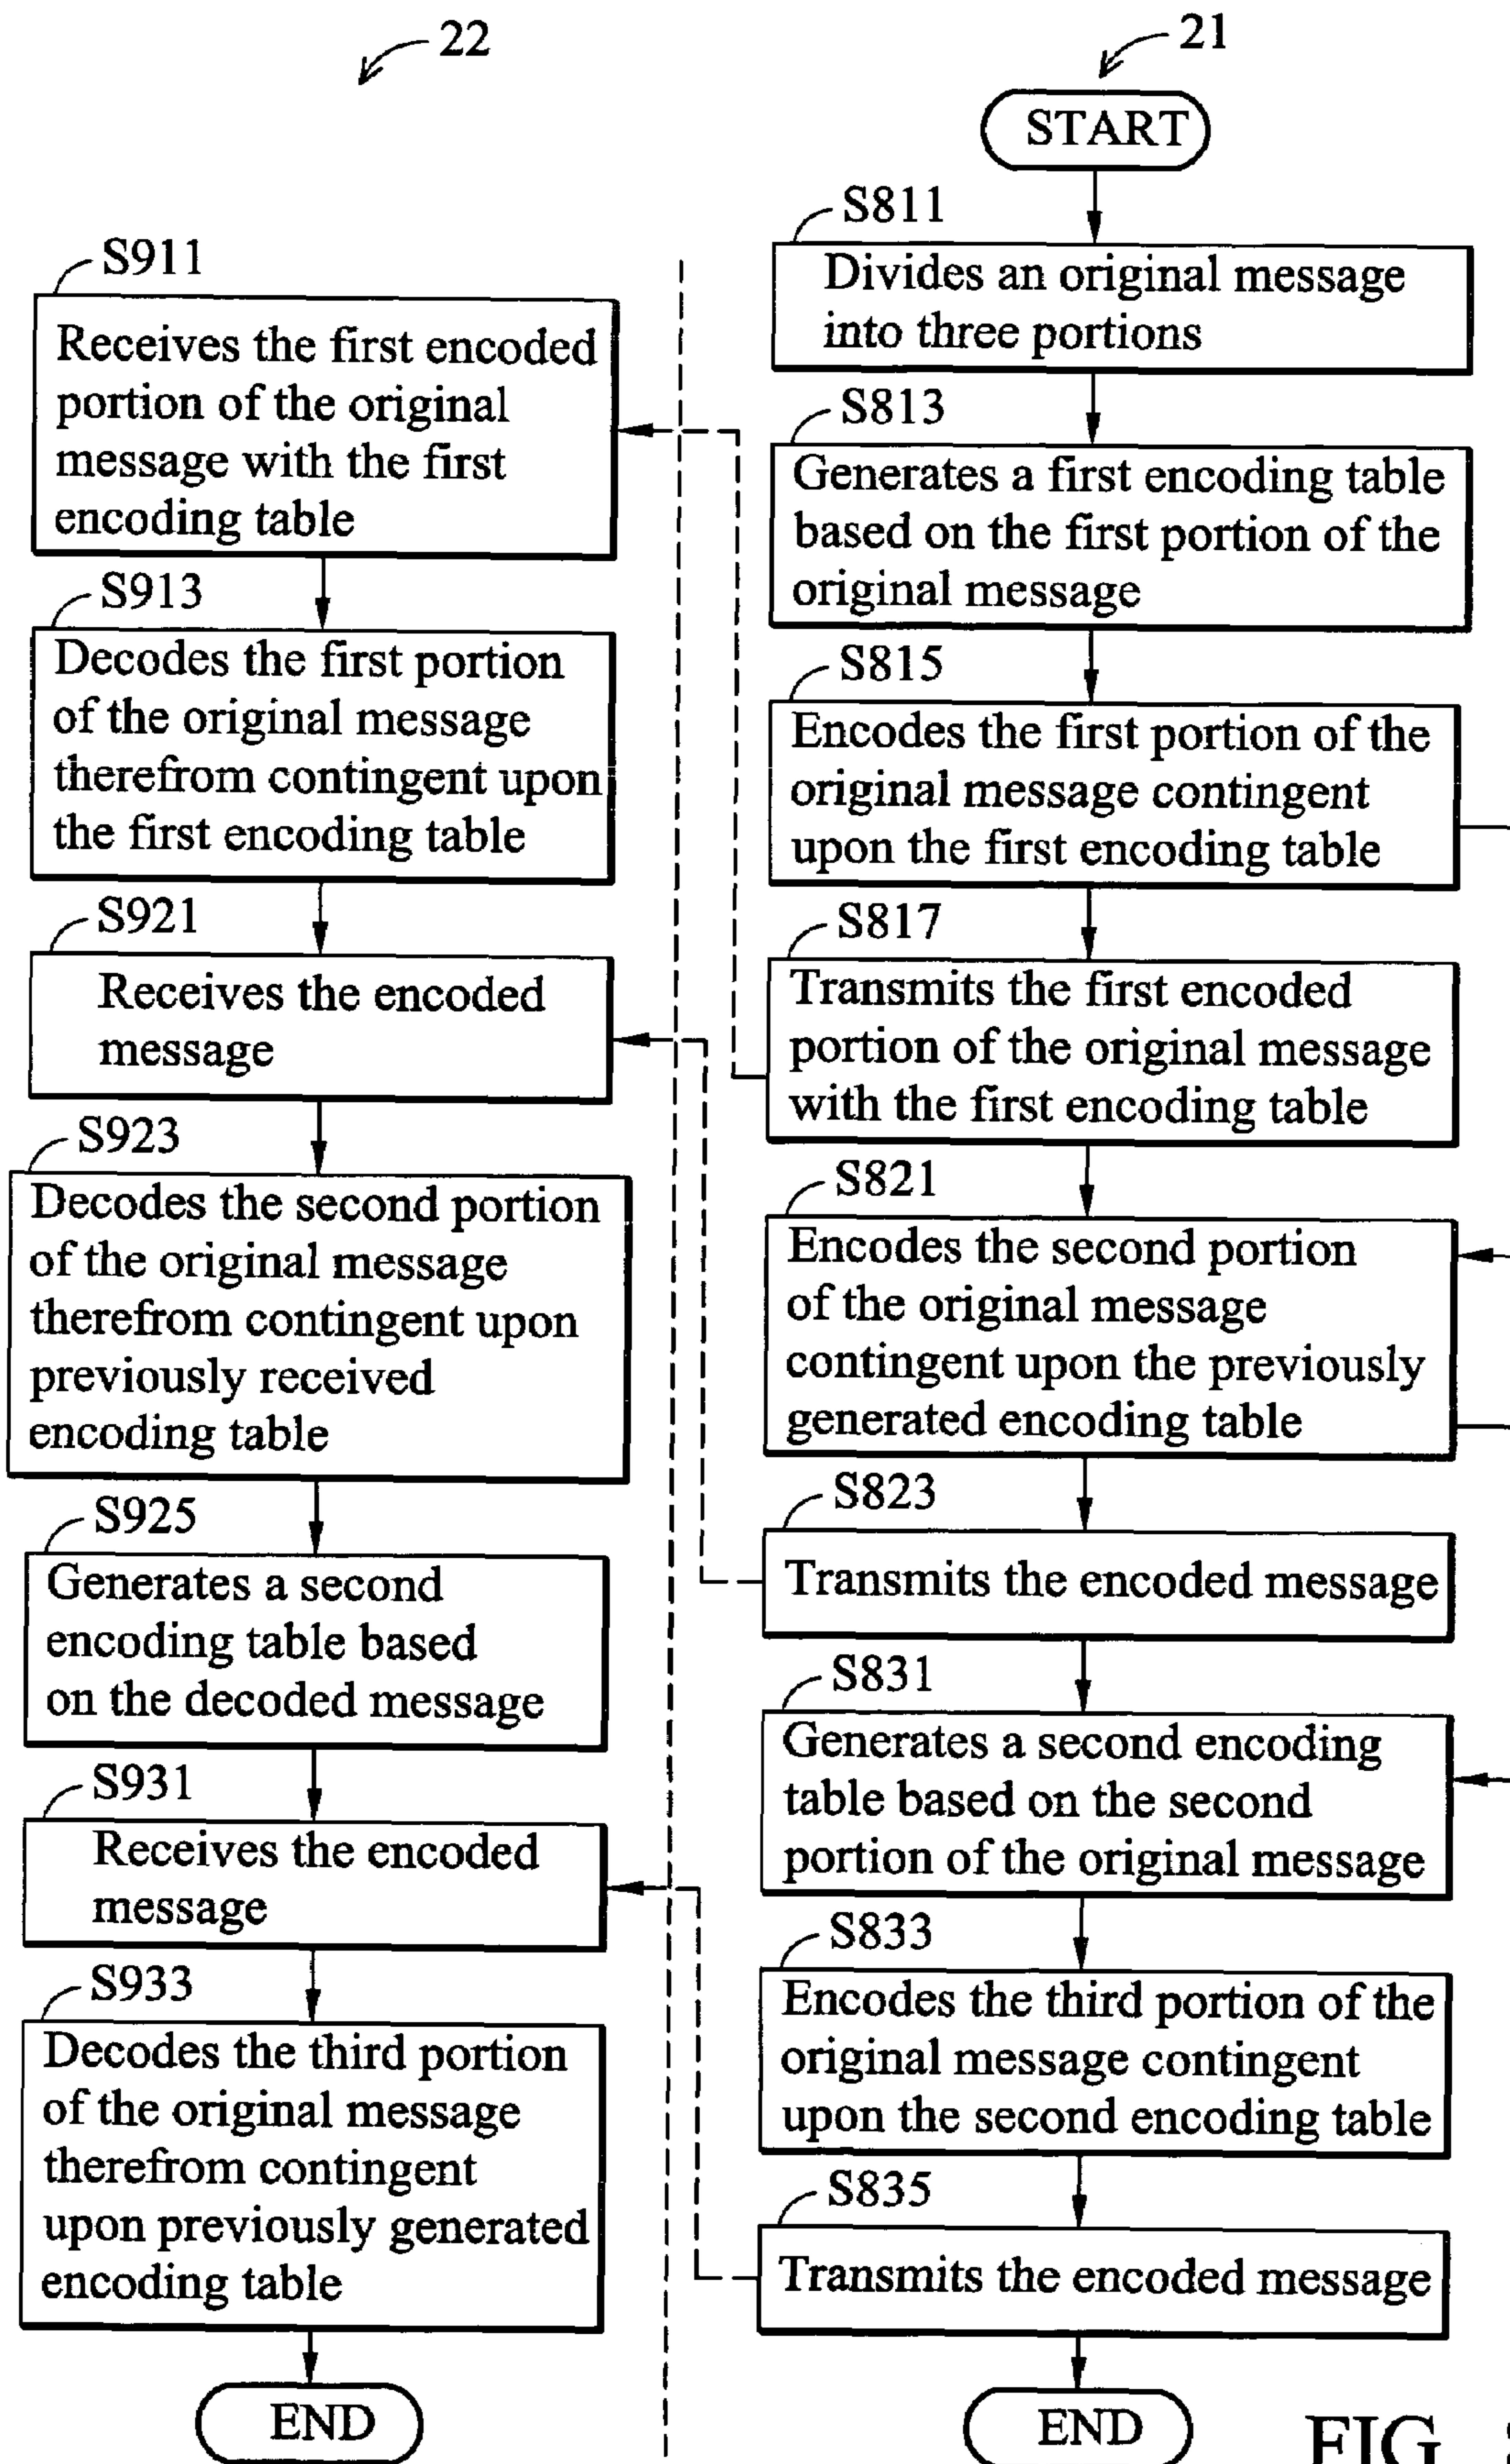 22
S911
Receives the first encoded
portion of the original
message with the first
encoding table
S913
Decodes the first portion
of the original message
therefrom contingent upon
the first encoding table
S921
Receives the encoded
message
S923
Decodes the second portion
of the original message
therefrom contingent upon
previously received
encoding table
S925
Generates a second
encoding table based
on the decoded message
S931
Receives the encoded
message
S933
Decodes the third portion
of the original message
therefrom contingent
upon previously generated
encoding table
END
21
START
S811
Divides an original message
into three portions
S813
Generates a first encoding table
based on the first portion of the
original message
S815
Encodes the first portion of the
original message contingent
upon the first encoding table
S817
Transmits the first encoded
portion of the original message
with the first encoding table
S821
Encodes the second portion
of the original message
contingent upon the previously
generated encoding table
S823
Transmits the encoded message
S831
Generates a second encoding
table based on the second
portion of the original message
S833
Encodes the third portion of the
original message contingent
upon the second encoding table
S835
Transmits the encoded message
END
FIG